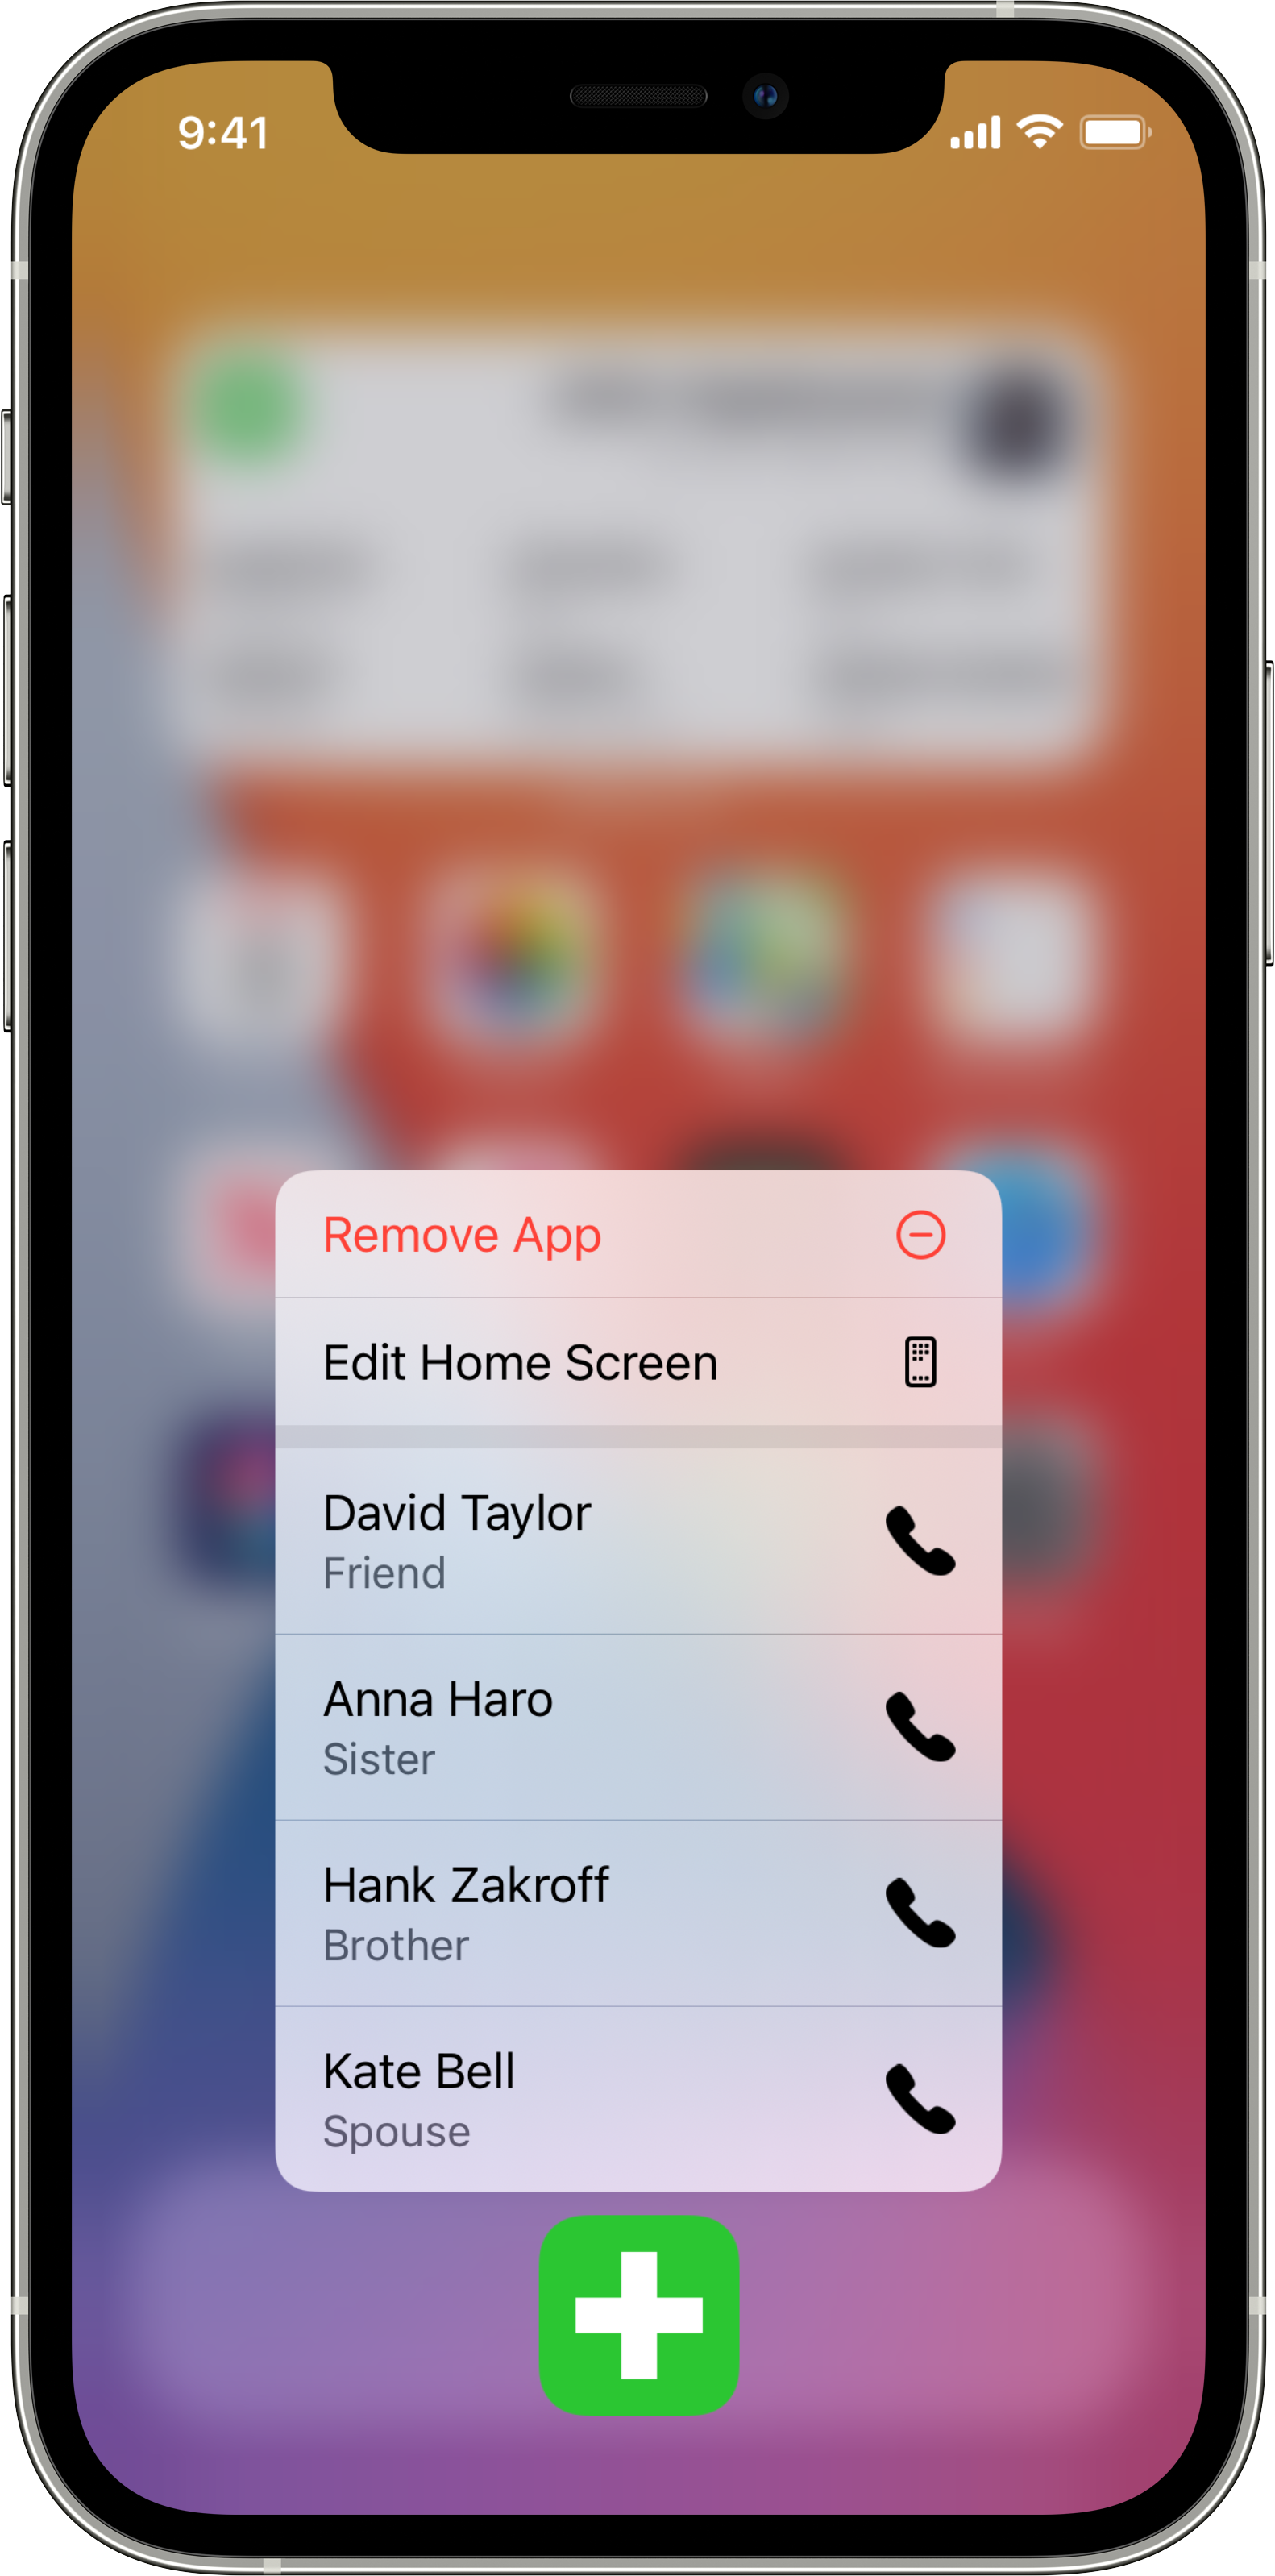 9:41
Remove App
Edit Home Screen
David Taylor
Friend
Anna Haro
Sister
Hank Zakroff
Brother
Kate Bell
Spouse